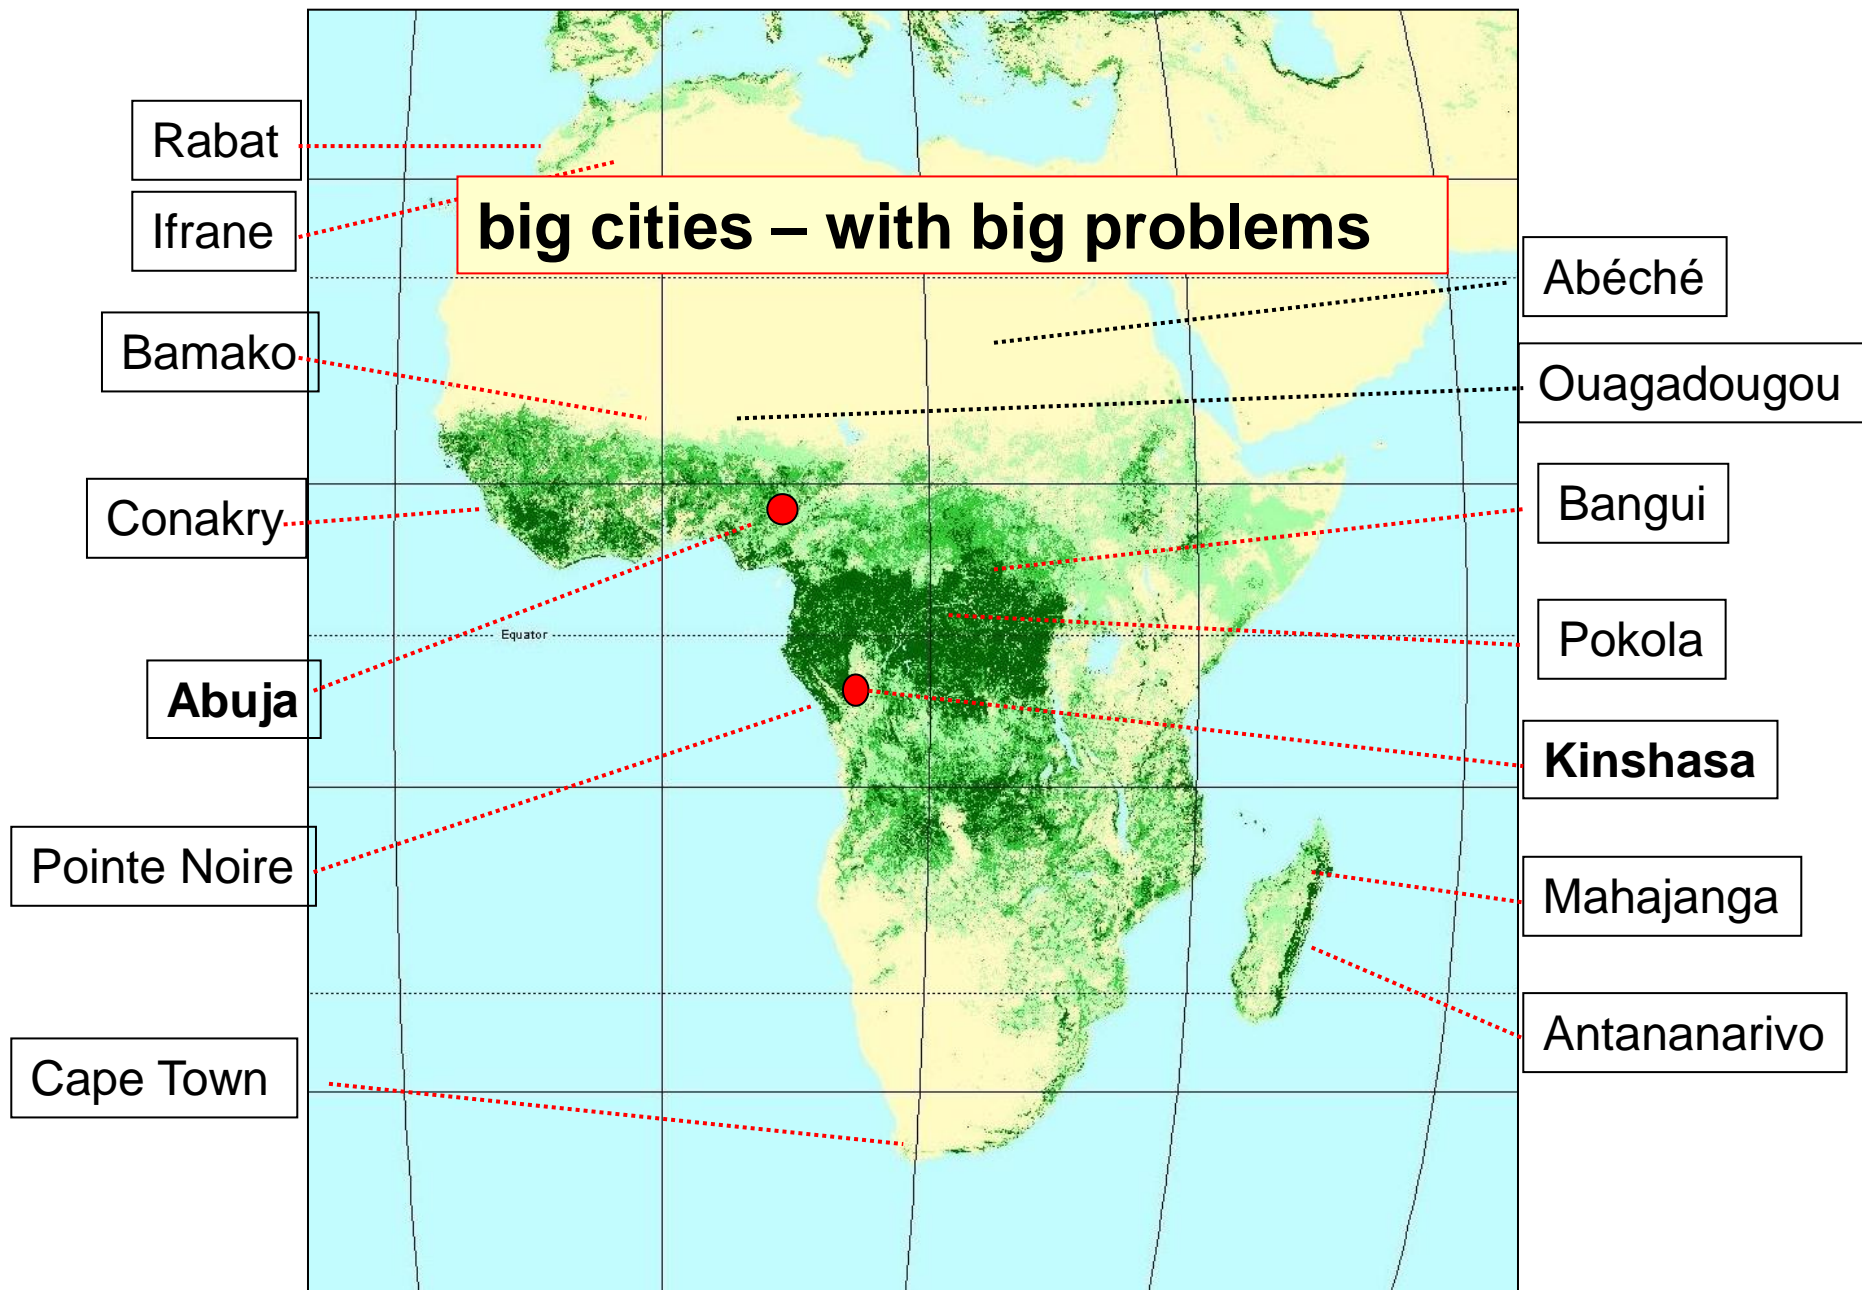 big cities – with big problems
Rabat
Ifrane
Bamako
Conakry
Abuja
Pointe Noire
Cape Town
Equator
Abéché
Ouagadougou
Bangui
Pokola
Kinshasa
Mahajanga
Antananarivo